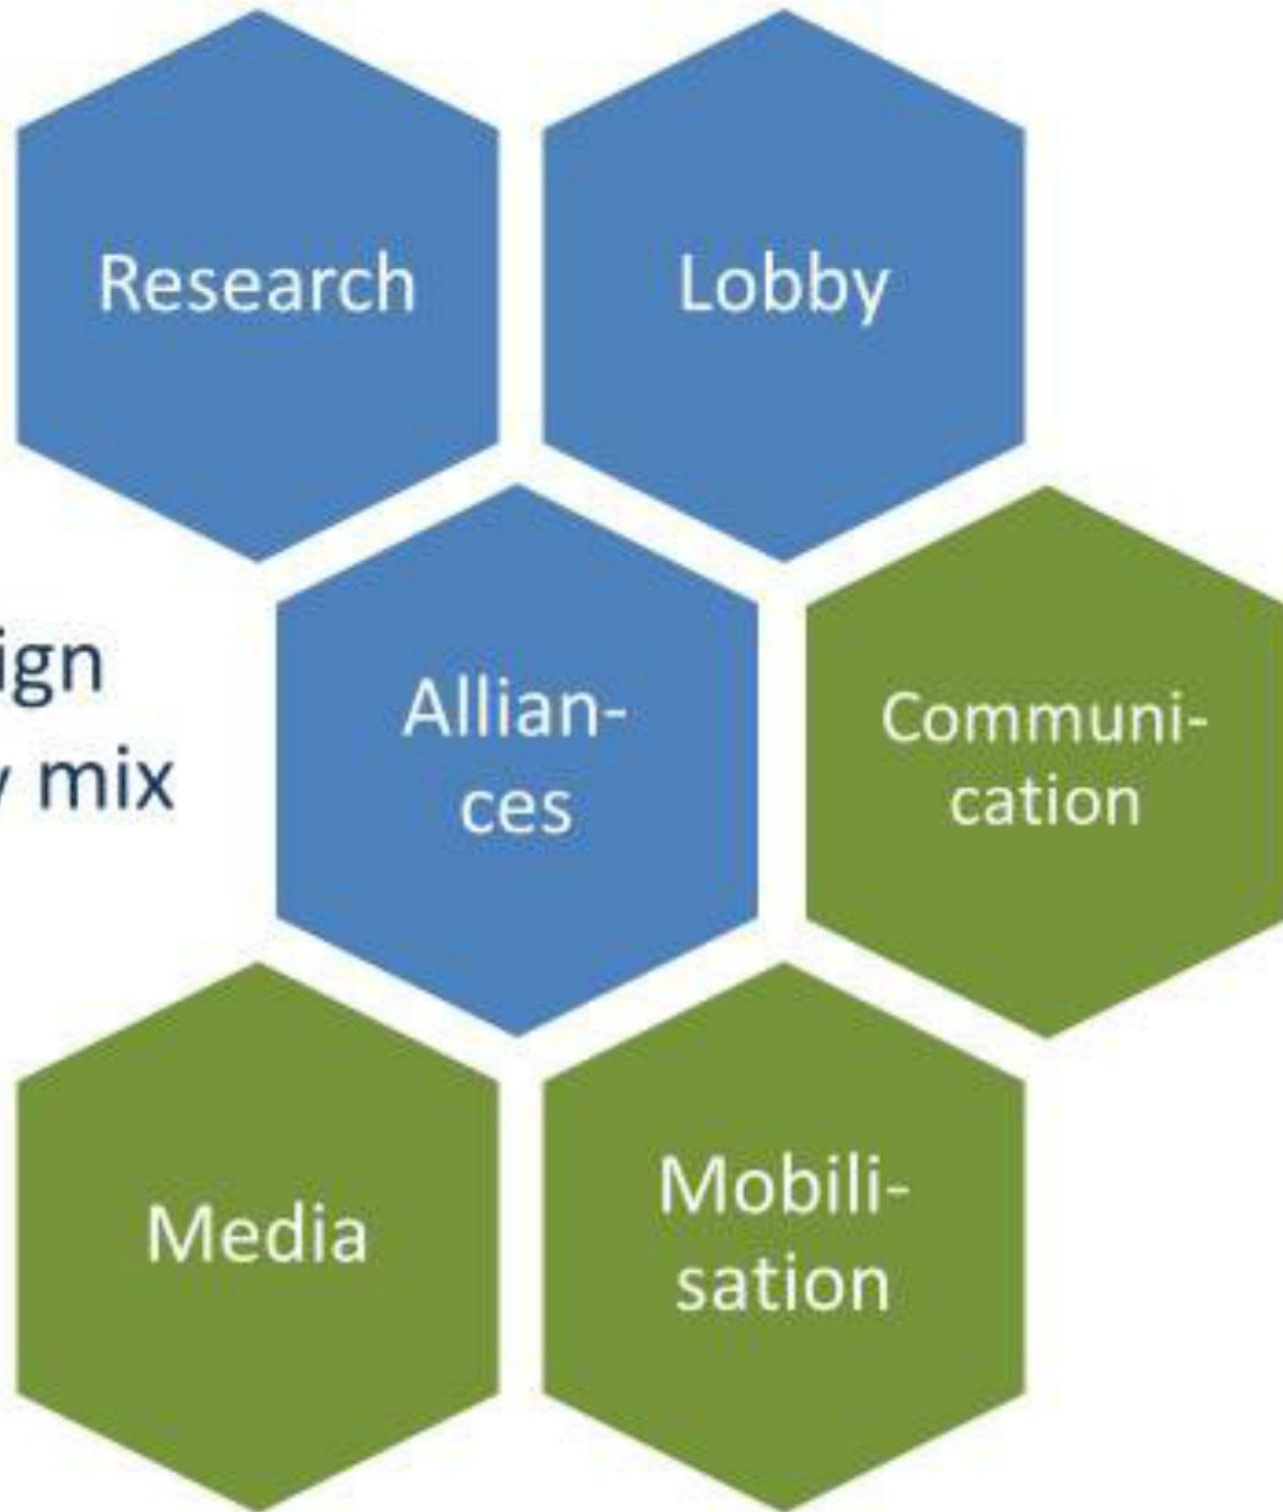 Research
Lobby
ign
mix
Allian-
ces
Communi-
cation
Media
Mobili-
sation